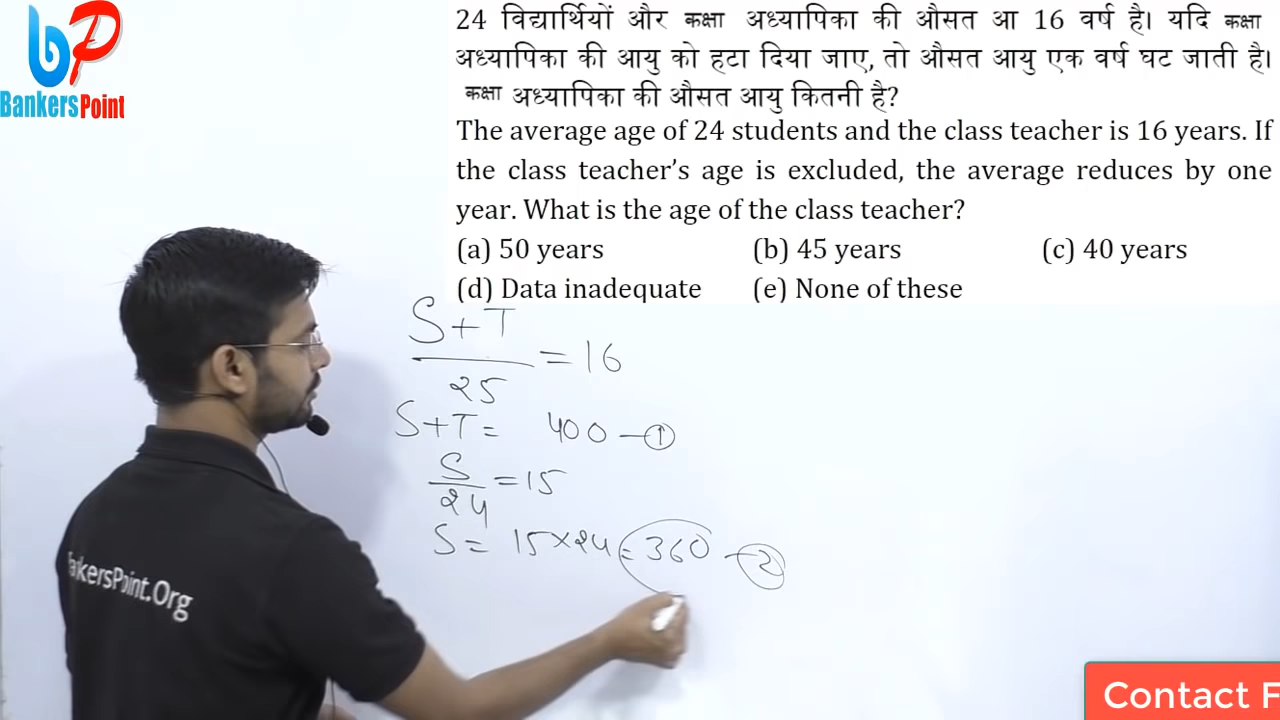 bp
BankersPoint
24 विद्यार्थियों और कक्षा अध्यापिका की औसत आ 16 वर्ष है। यदि कक्षा
अध्यापिका की आयु को हटा दिया जाए, तो औसत आयु एक वर्ष घट जाती है।
कक्षा अध्यापिका की औसत आयु कितनी है?
The average age of 24 students and the class teacher is 16 years. If
the class teacher’s age is excluded, the average reduces by one
year. What is the age of the class teacher?
(a) 50 years (b) 45 years (c) 40 years
(d) Data inadequate (e) None of these
S+T
25
= 16
S+T = 400 — ①
S
24
= 15
S = 15×24 = 360 — ②
ankersPoint.Org
Contact F